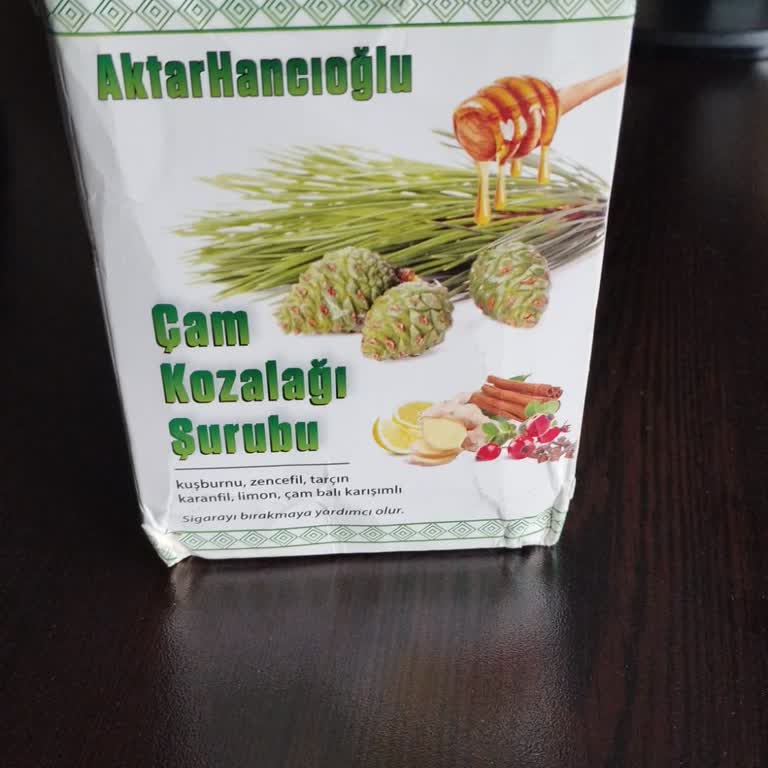 AktarHancıoğlu
Çam
Kozalağı
Şurubu
kuşburnu, zencefil, tarçın
karanfil, limon, çam balı karışımlı
Sigarayı bırakmaya yardımcı olur.